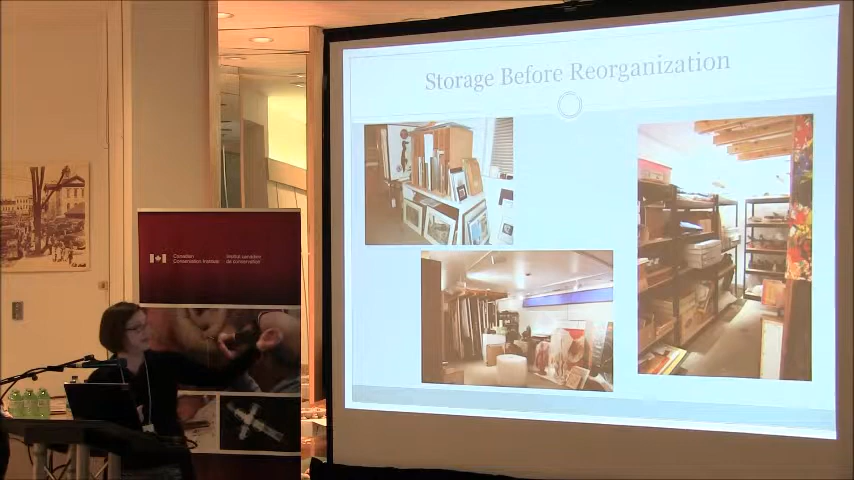 Storage Before Reorganization
Canadian Institut canadien
Conservation Institute de conservation